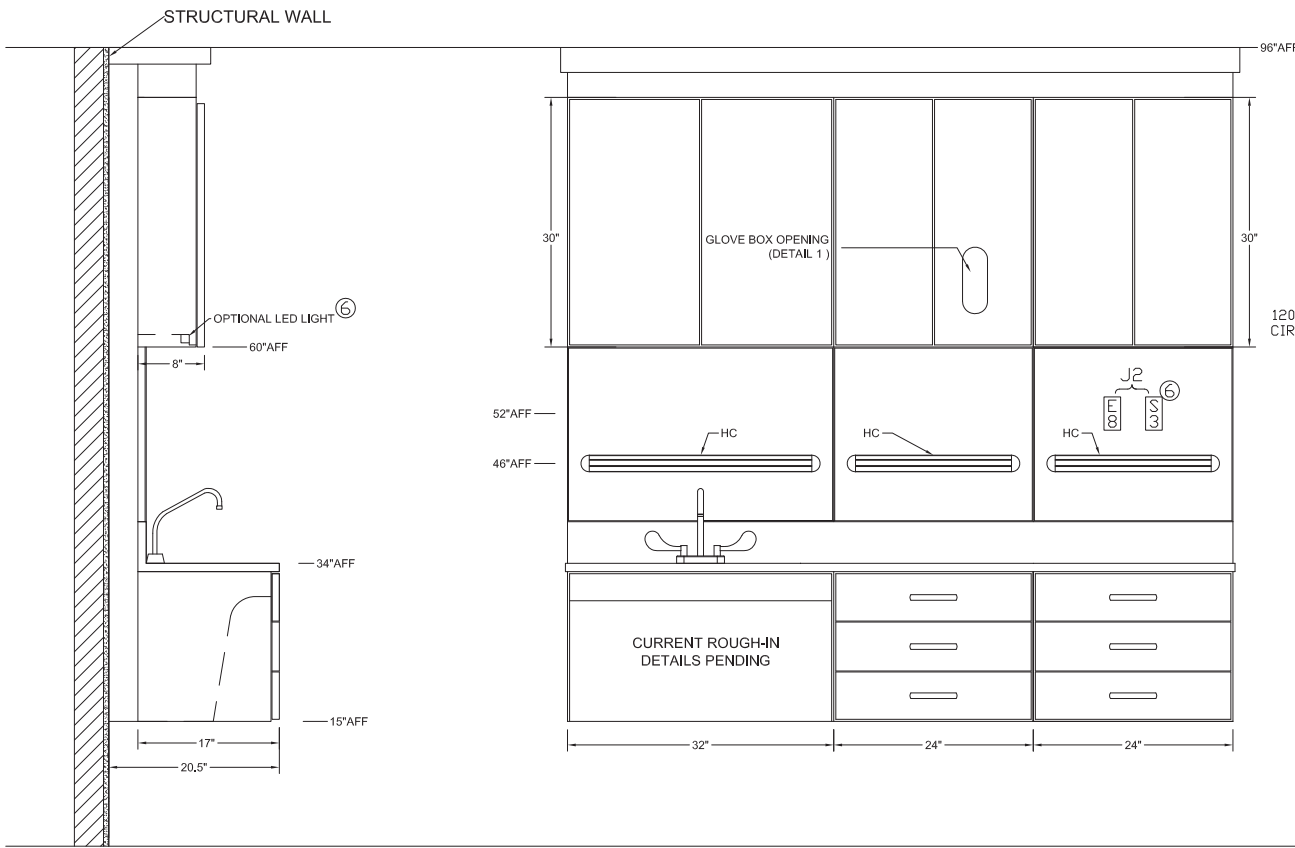 STRUCTURAL WALL
96"AFF
30"
GLOVE BOX OPENING
(DETAIL 1 )
30"
OPTIONAL LED LIGHT 6
120
CIR
60"AFF
8"
J2
6
E
8
S
3
52"AFF
HC
HC
HC
46"AFF
34"AFF
CURRENT ROUGH-IN
DETAILS PENDING
15"AFF
17"
32"
24"
24"
20.5"